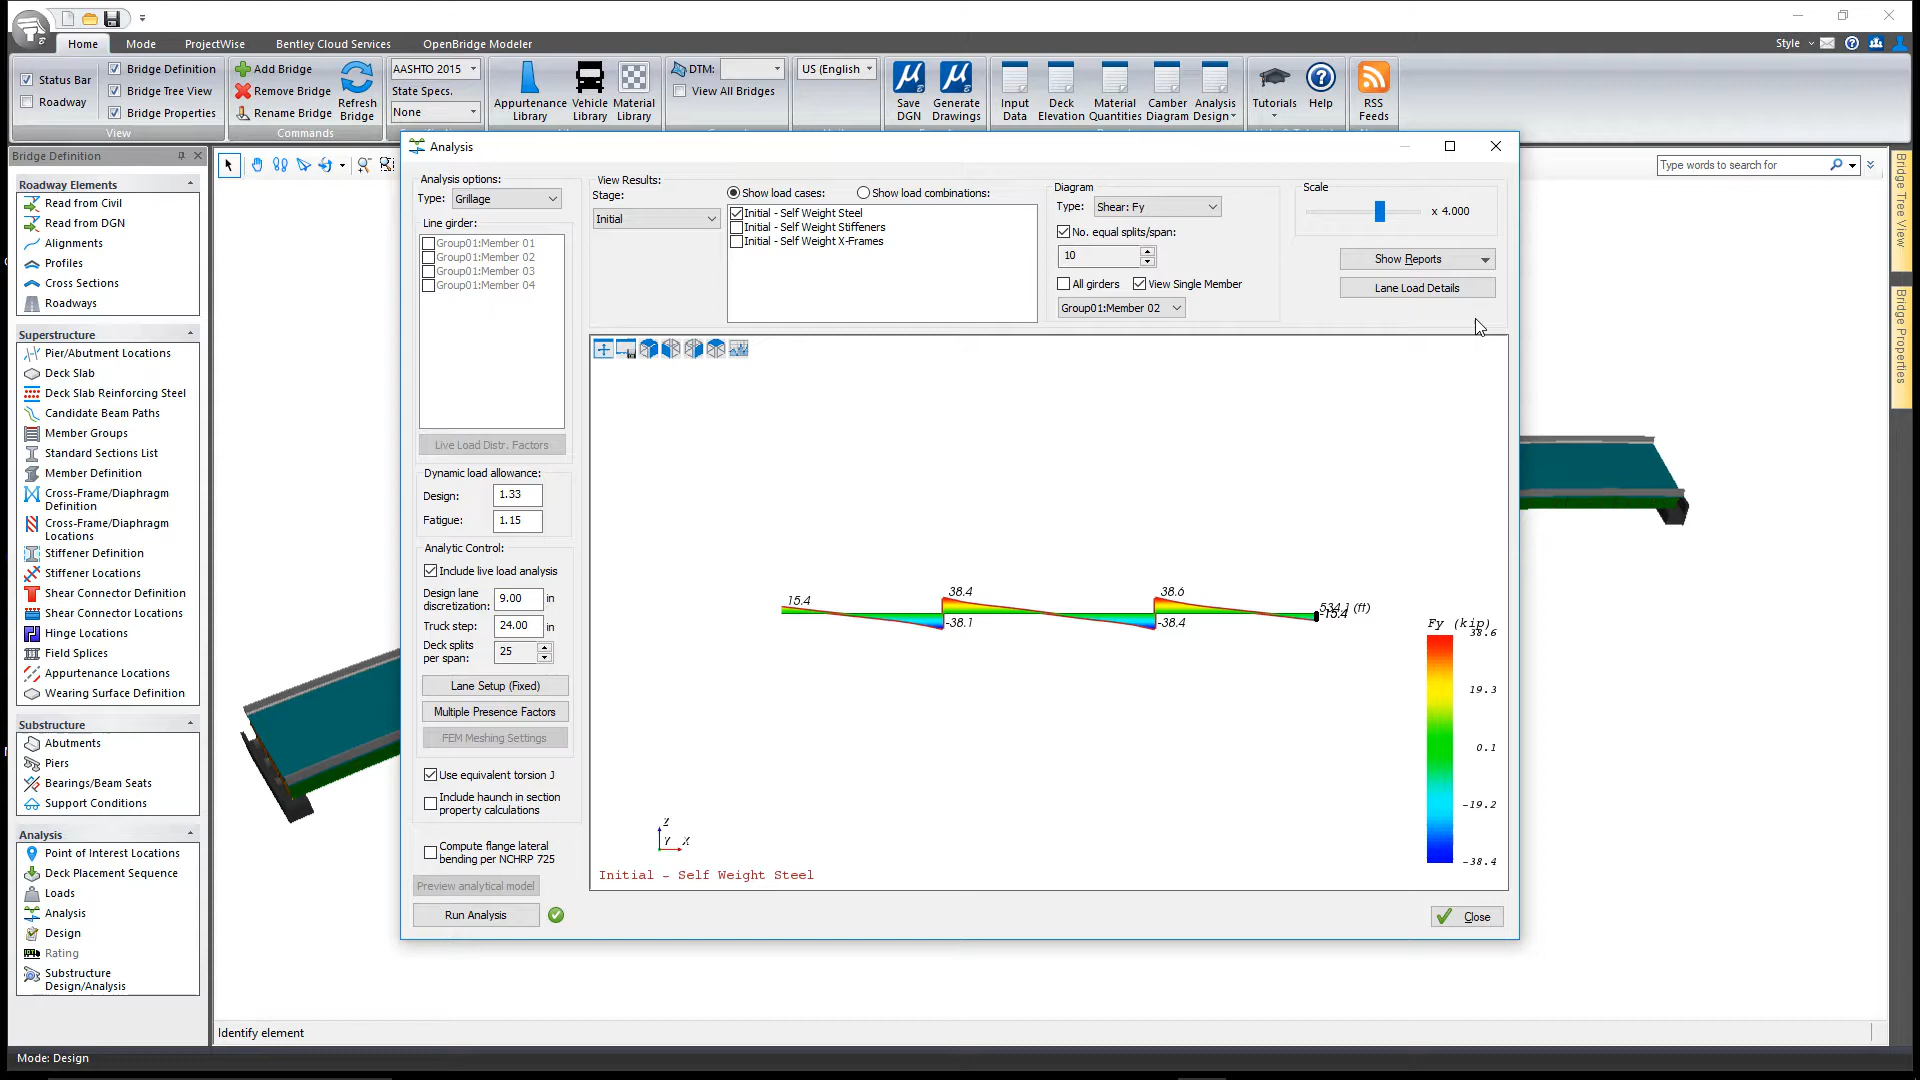 Home
Mode
ProjectWise
Bentley Cloud Services
OpenBridge Modeler
Style
Status Bar
Roadway
Bridge Definition
Bridge Tree View
Bridge Properties
View
Add Bridge
Remove Bridge
Rename Bridge
Refresh
Bridge
Commands
AASHTO 2015
State Specs.
None
Appurtenance
Library
Vehicle
Library
Material
Library
DTM:
View All Bridges
US (English
Save
DGN
Generate
Drawings
Input
Data
Deck
Elevation
Material
Quantities
Camber
Diagram
Analysis
Design
Tutorials
Help
RSS
Feeds
Bridge Definition
Roadway Elements
Read from Civil
Read from DGN
Alignments
Profiles
Cross Sections
Roadways
Superstructure
Pier/Abutment Locations
Deck Slab
Deck Slab Reinforcing Steel
Candidate Beam Paths
Member Groups
Standard Sections List
Member Definition
Cross-Frame/Diaphragm
Definition
Cross-Frame/Diaphragm
Locations
Stiffener Definition
Stiffener Locations
Shear Connector Definition
Shear Connector Locations
Hinge Locations
Field Splices
Appurtenance Locations
Wearing Surface Definition
Substructure
Abutments
Piers
Bearings/Beam Seats
Support Conditions
Analysis
Point of Interest Locations
Deck Placement Sequence
Loads
Analysis
Design
Rating
Substructure
Design/Analysis
Type words to search for
Bridge Tree View
Bridge Properties
Analysis
Analysis options:
Type: Grillage
Line girder:
Group01:Member 01
Group01:Member 02
Group01:Member 03
Group01:Member 04
Live Load Distr. Factors
Dynamic load allowance:
Design: 1.33
Fatigue: 1.15
Analytic Control:
Include live load analysis
Design lane
discretization: 9.00 in
Truck step: 24.00 in
Deck splits
per span: 25
Lane Setup (Fixed)
Multiple Presence Factors
FEM Meshing Settings
Use equivalent torsion J
Include haunch in section
property calculations
Compute flange lateral
bending per NCHRP 725
Preview analytical model
Run Analysis
View Results:
Stage:
Initial
Show load cases:
Show load combinations:
Initial - Self Weight Steel
Initial - Self Weight Stiffeners
Initial - Self Weight X-Frames
Diagram
Type: Shear: Fy
No. equal splits/span:
10
All girders
View Single Member
Group01:Member 02
Scale
x 4.000
Show Reports
Lane Load Details
15.4
38.4
-38.1
38.6
-38.4
534.1 (ft)
-15.4
Fy (kip)
38.6
19.3
0.1
-19.2
-38.4
Z
Y X
Initial - Self Weight Steel
Close
Identify element
Mode: Design